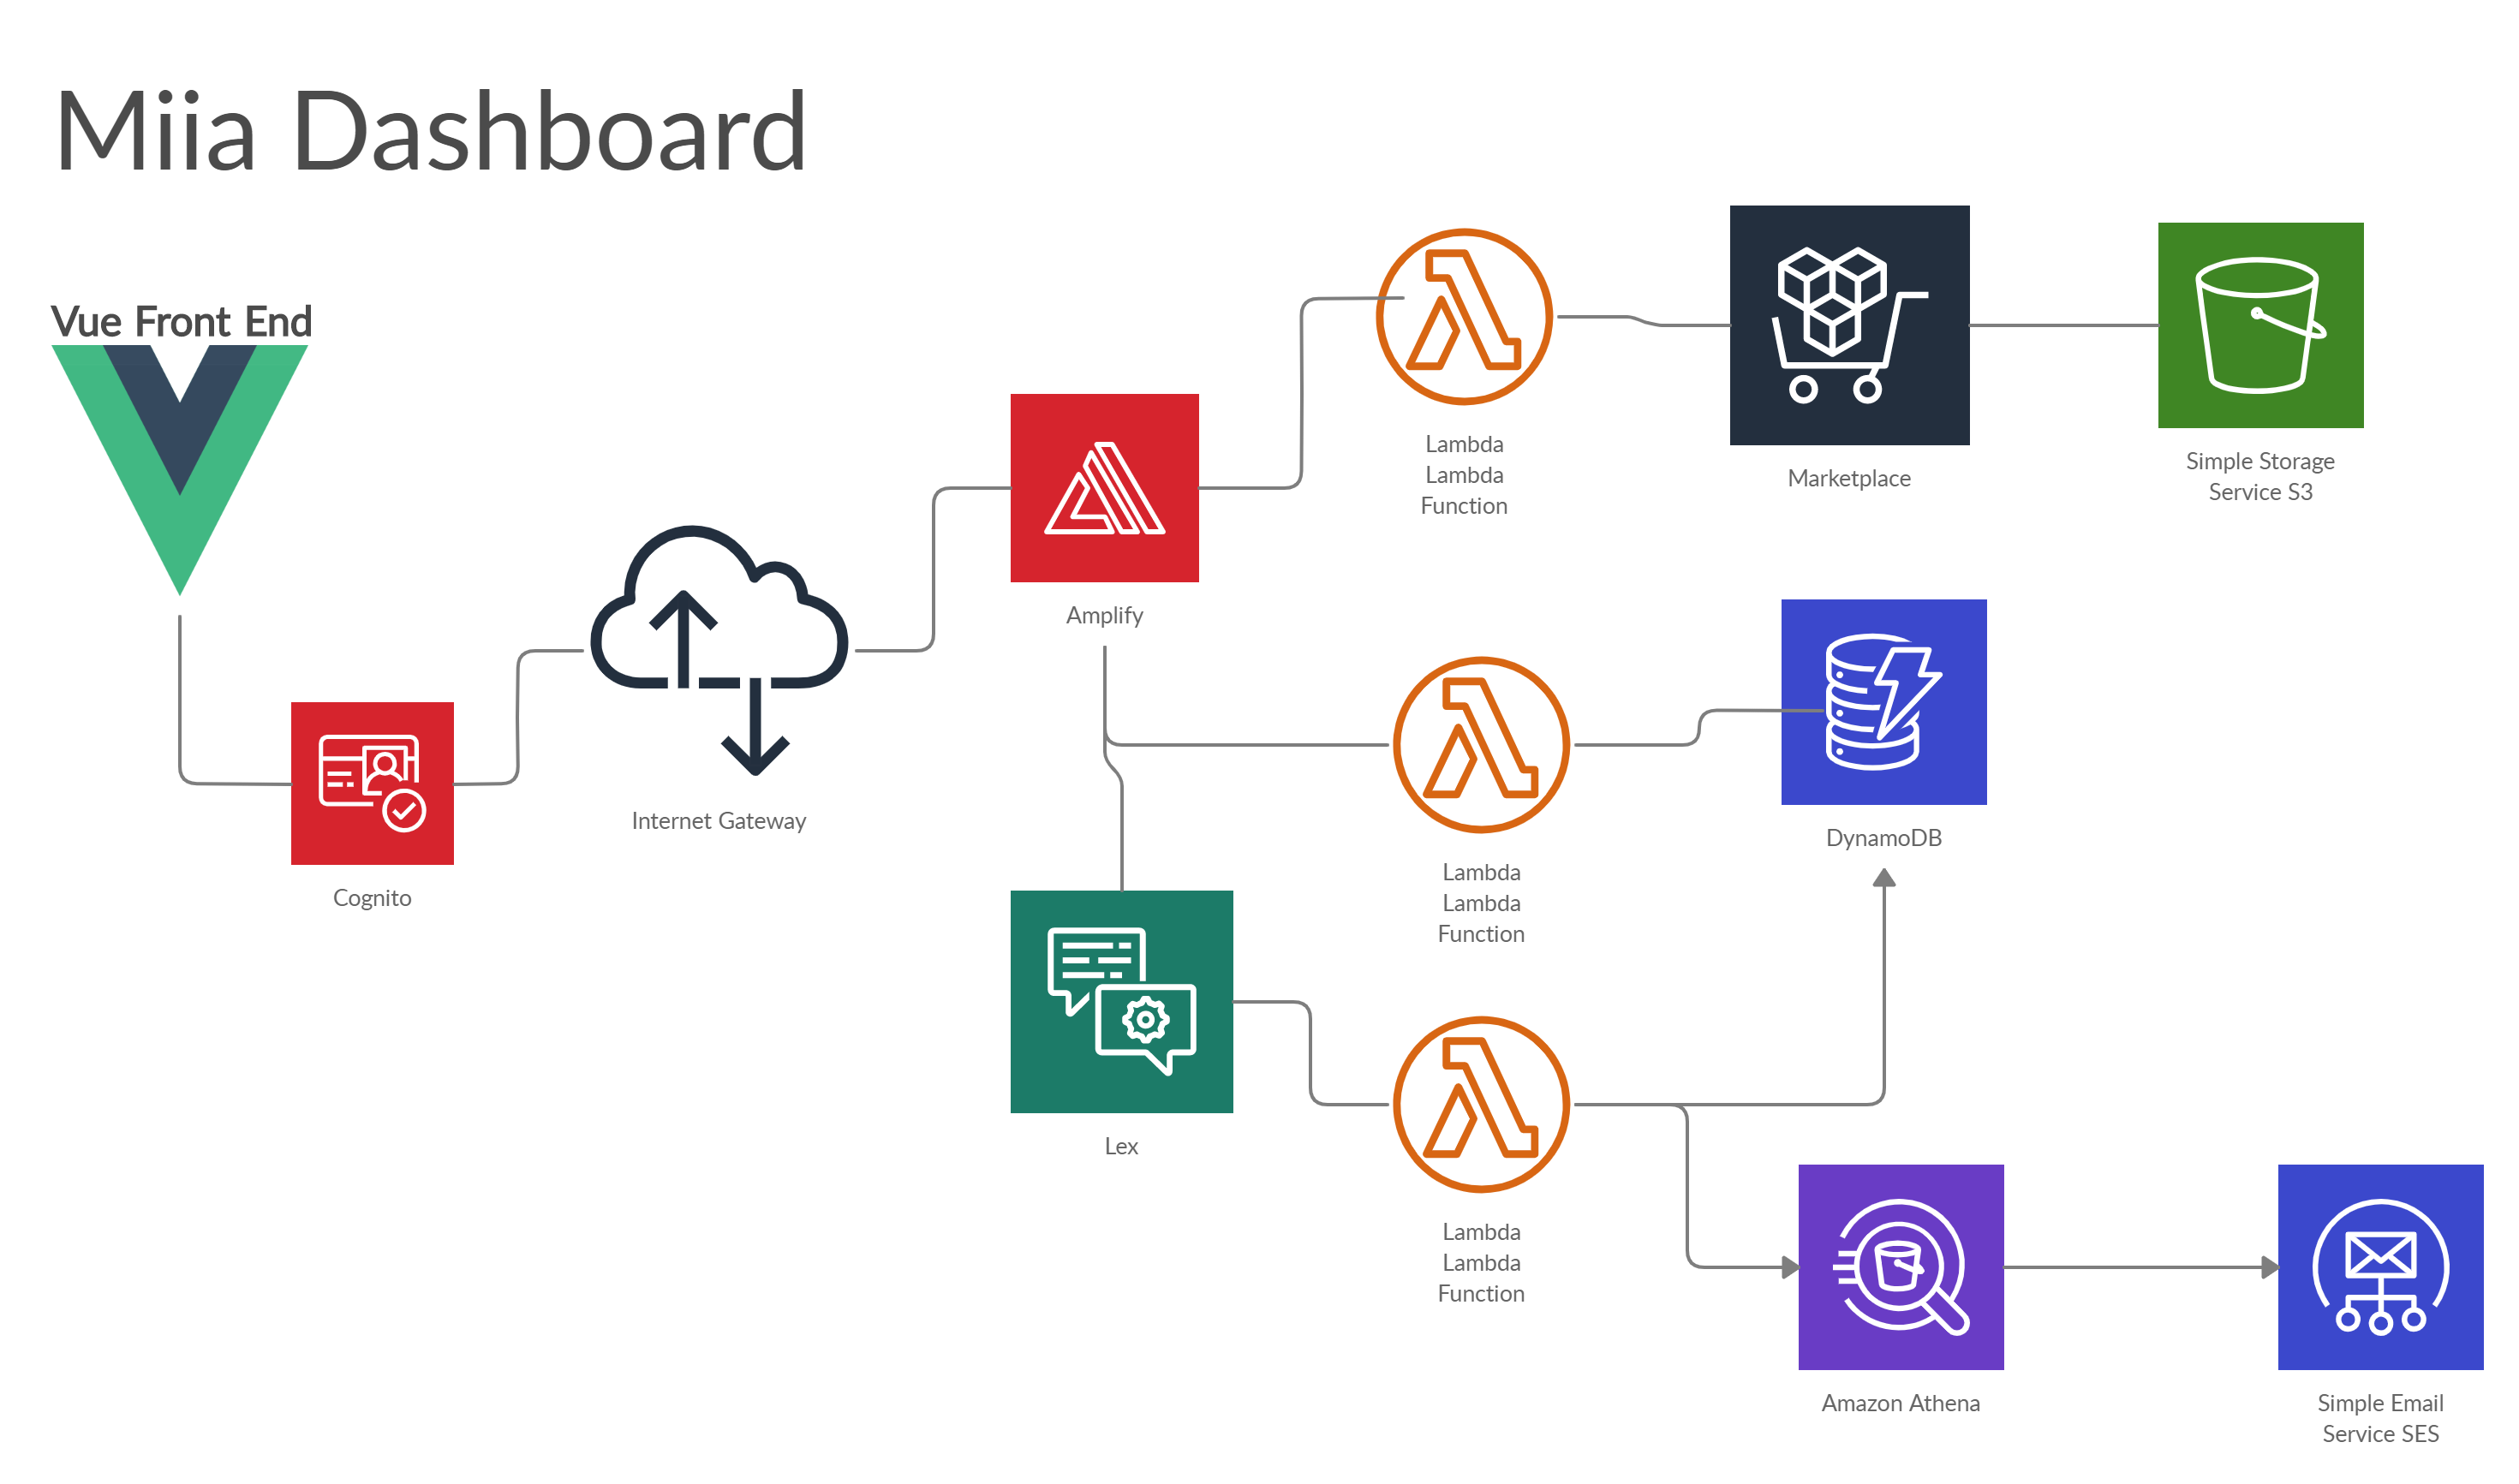 Miia Dashboard
Vue Front End
Lambda
Lambda
Function
Marketplace
Simple Storage
Service S3
Amplify
Internet Gateway
Cognito
DynamoDB
Lambda
Lambda
Function
Lex
Lambda
Lambda
Function
Amazon Athena
Simple Email
Service SES